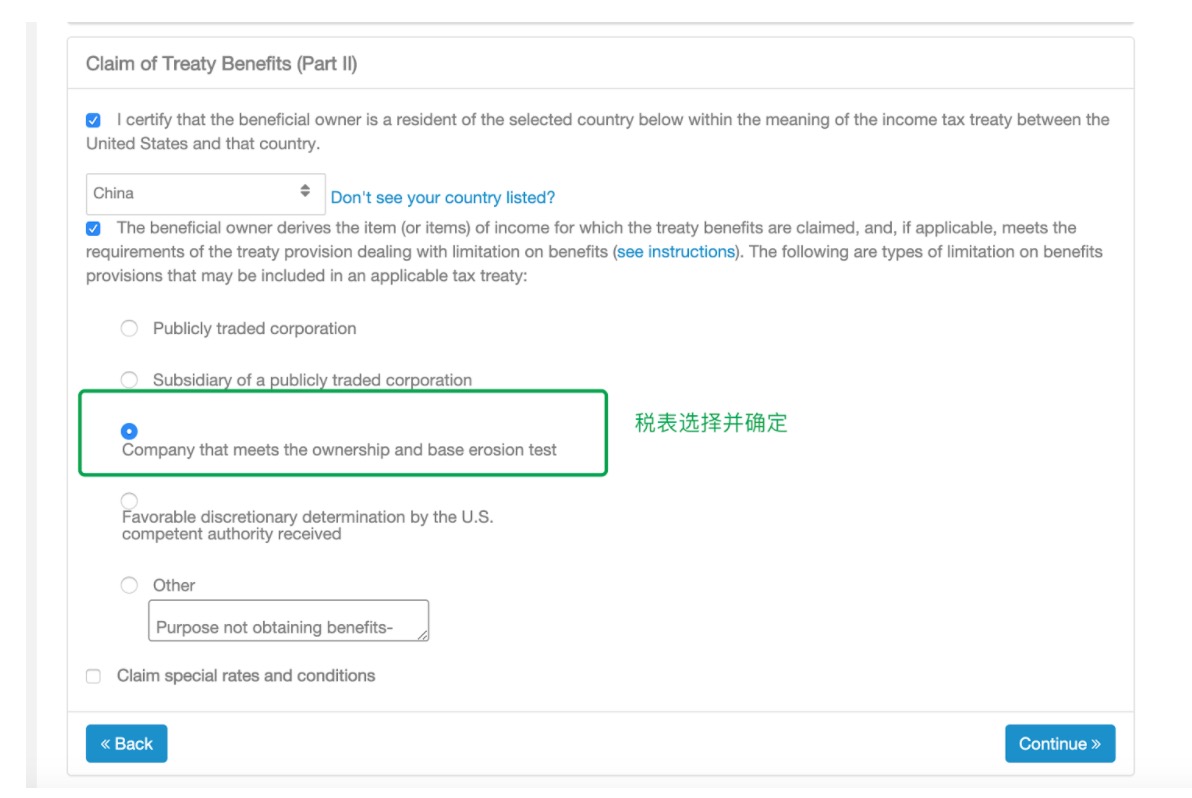 Claim of Treaty Benefits (Part II)
I certify that the beneficial owner is a resident of the selected country below within the meaning of the income tax treaty between the
United States and that country.
China
Don't see your country listed?
The beneficial owner derives the item (or items) of income for which the treaty benefits are claimed, and, if applicable, meets the
requirements of the treaty provision dealing with limitation on benefits (see instructions). The following are types of limitation on benefits
provisions that may be included in an applicable tax treaty:
Publicly traded corporation
Subsidiary of a publicly traded corporation
税表选择并确定
Company that meets the ownership and base erosion test
Favorable discretionary determination by the U.S.
competent authority received
Other
Purpose not obtaining benefits-
Claim special rates and conditions
« Back
Continue »